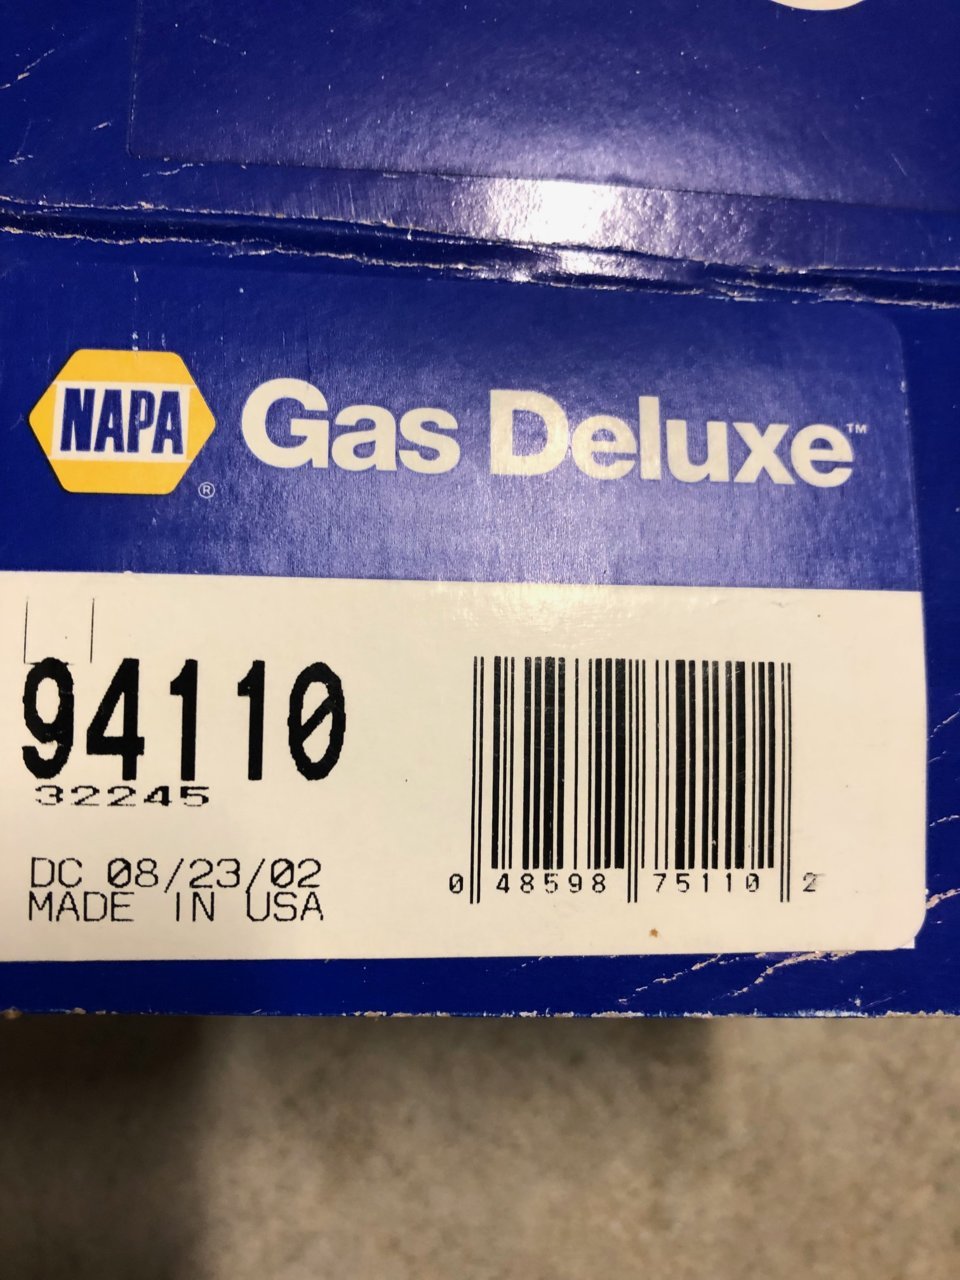 NAPA
®
Gas Deluxe™
94110
32245
DC 08/23/02
MADE IN USA
0 48598 75110 2